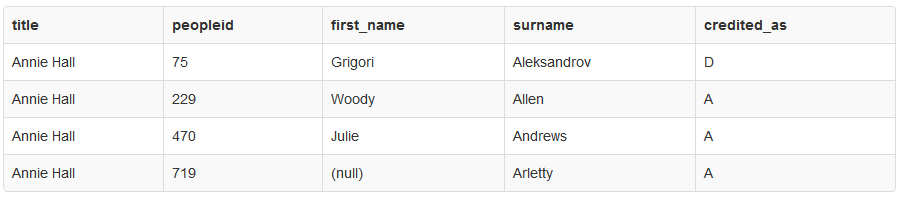 title peopleid first_name surname credited_as
Annie Hall 75 Grigori Aleksandrov D
Annie Hall 229 Woody Allen A
Annie Hall 470 Julie Andrews A
Annie Hall 719 (null) Arletty A